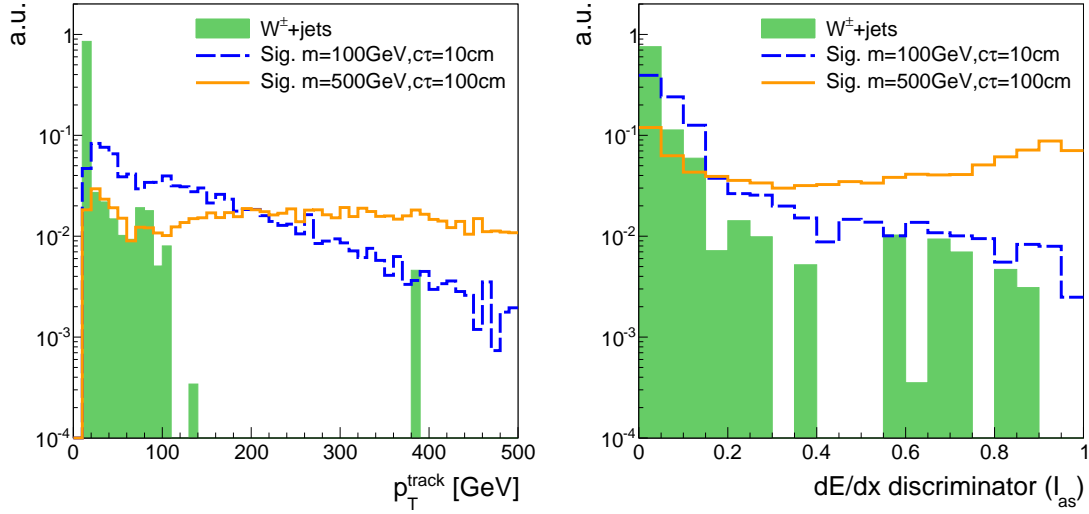 a.u.
W±+jets
Sig. m=100GeV,cτ=10cm
Sig. m=500GeV,cτ=100cm
1
10⁻¹
10⁻²
10⁻³
10⁻⁴
0 100 200 300 400 500
p_T^track [GeV]
a.u.
W±+jets
Sig. m=100GeV,cτ=10cm
Sig. m=500GeV,cτ=100cm
1
10⁻¹
10⁻²
10⁻³
10⁻⁴
0 0.2 0.4 0.6 0.8 1
dE/dx discriminator (I_as)